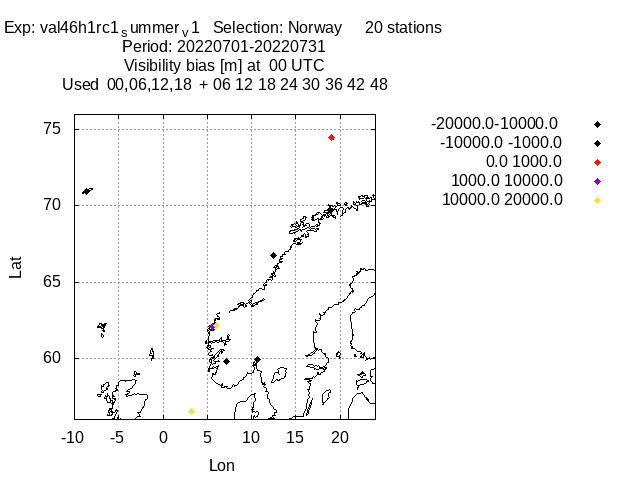 Exp: val46h1rc1summerv1 Selection: Norway 20 stations
Period: 20220701-20220731
Visibility bias [m] at 00 UTC
Used 00,06,12,18 + 06 12 18 24 30 36 42 48
-20000.0-10000.0
-10000.0 -1000.0
0.0 1000.0
1000.0 10000.0
10000.0 20000.0
75
70
65
60
Lat
-10 -5 0 5 10 15 20
Lon